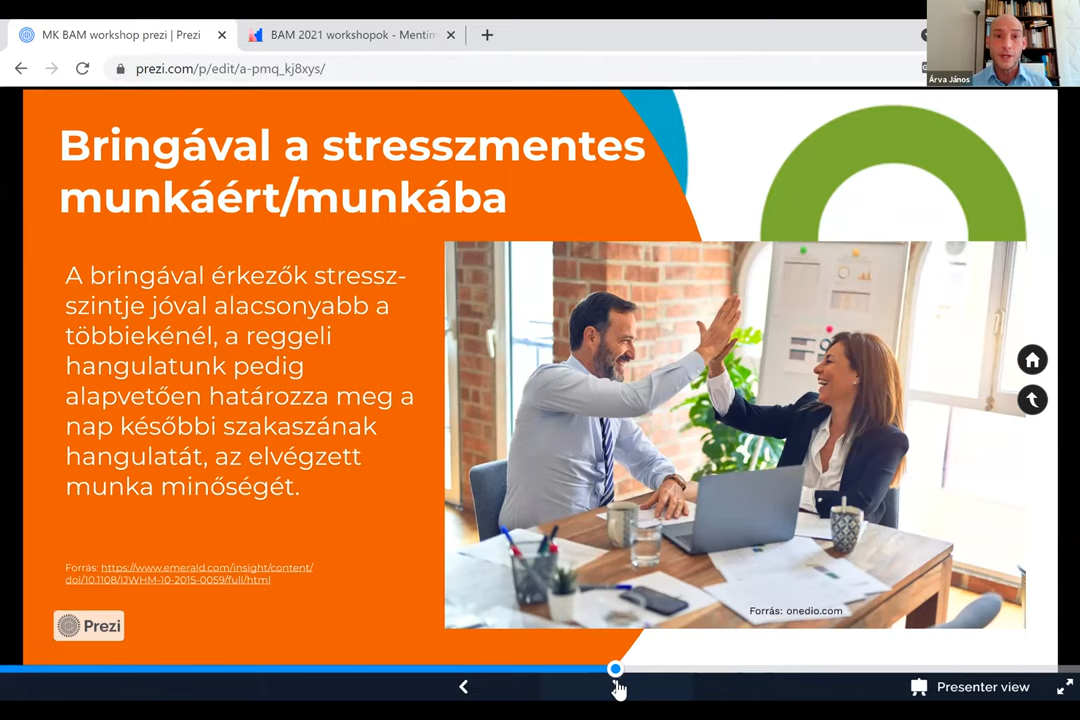 MK BAM workshop prezi | Prezi
BAM 2021 workshopok - Mentim
prezi.com/p/edit/a-pmq_kj8xys/
Árva János
Bringával a stresszmentes
munkáért/munkába
A bringával érkezők stressz-
szintje jóval alacsonyabb a
többiekénél, a reggeli
hangulatunk pedig
alapvetően határozza meg a
nap későbbi szakaszának
hangulatát, az elvégzett
munka minőségét.
Forrás: https://www.emerald.com/insight/content/
doi/10.1108/IJWHM-10-2015-0059/full/html
Prezi
Forrás: onedio.com
Presenter view